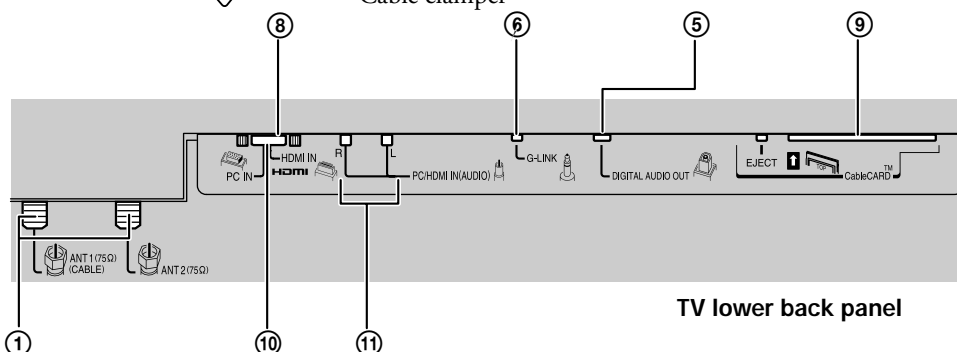 Cable clamper
⑧ ⑥ ⑤ ⑨
HDMI IN
PC IN
HDMI
R
L
PC/HDMI IN(AUDIO)
G-LINK
DIGITAL AUDIO OUT
EJECT
CableCARD™
ANT 1 (75Ω)
(CABLE)
ANT 2 (75Ω)
TV lower back panel
① ⑩ ⑪